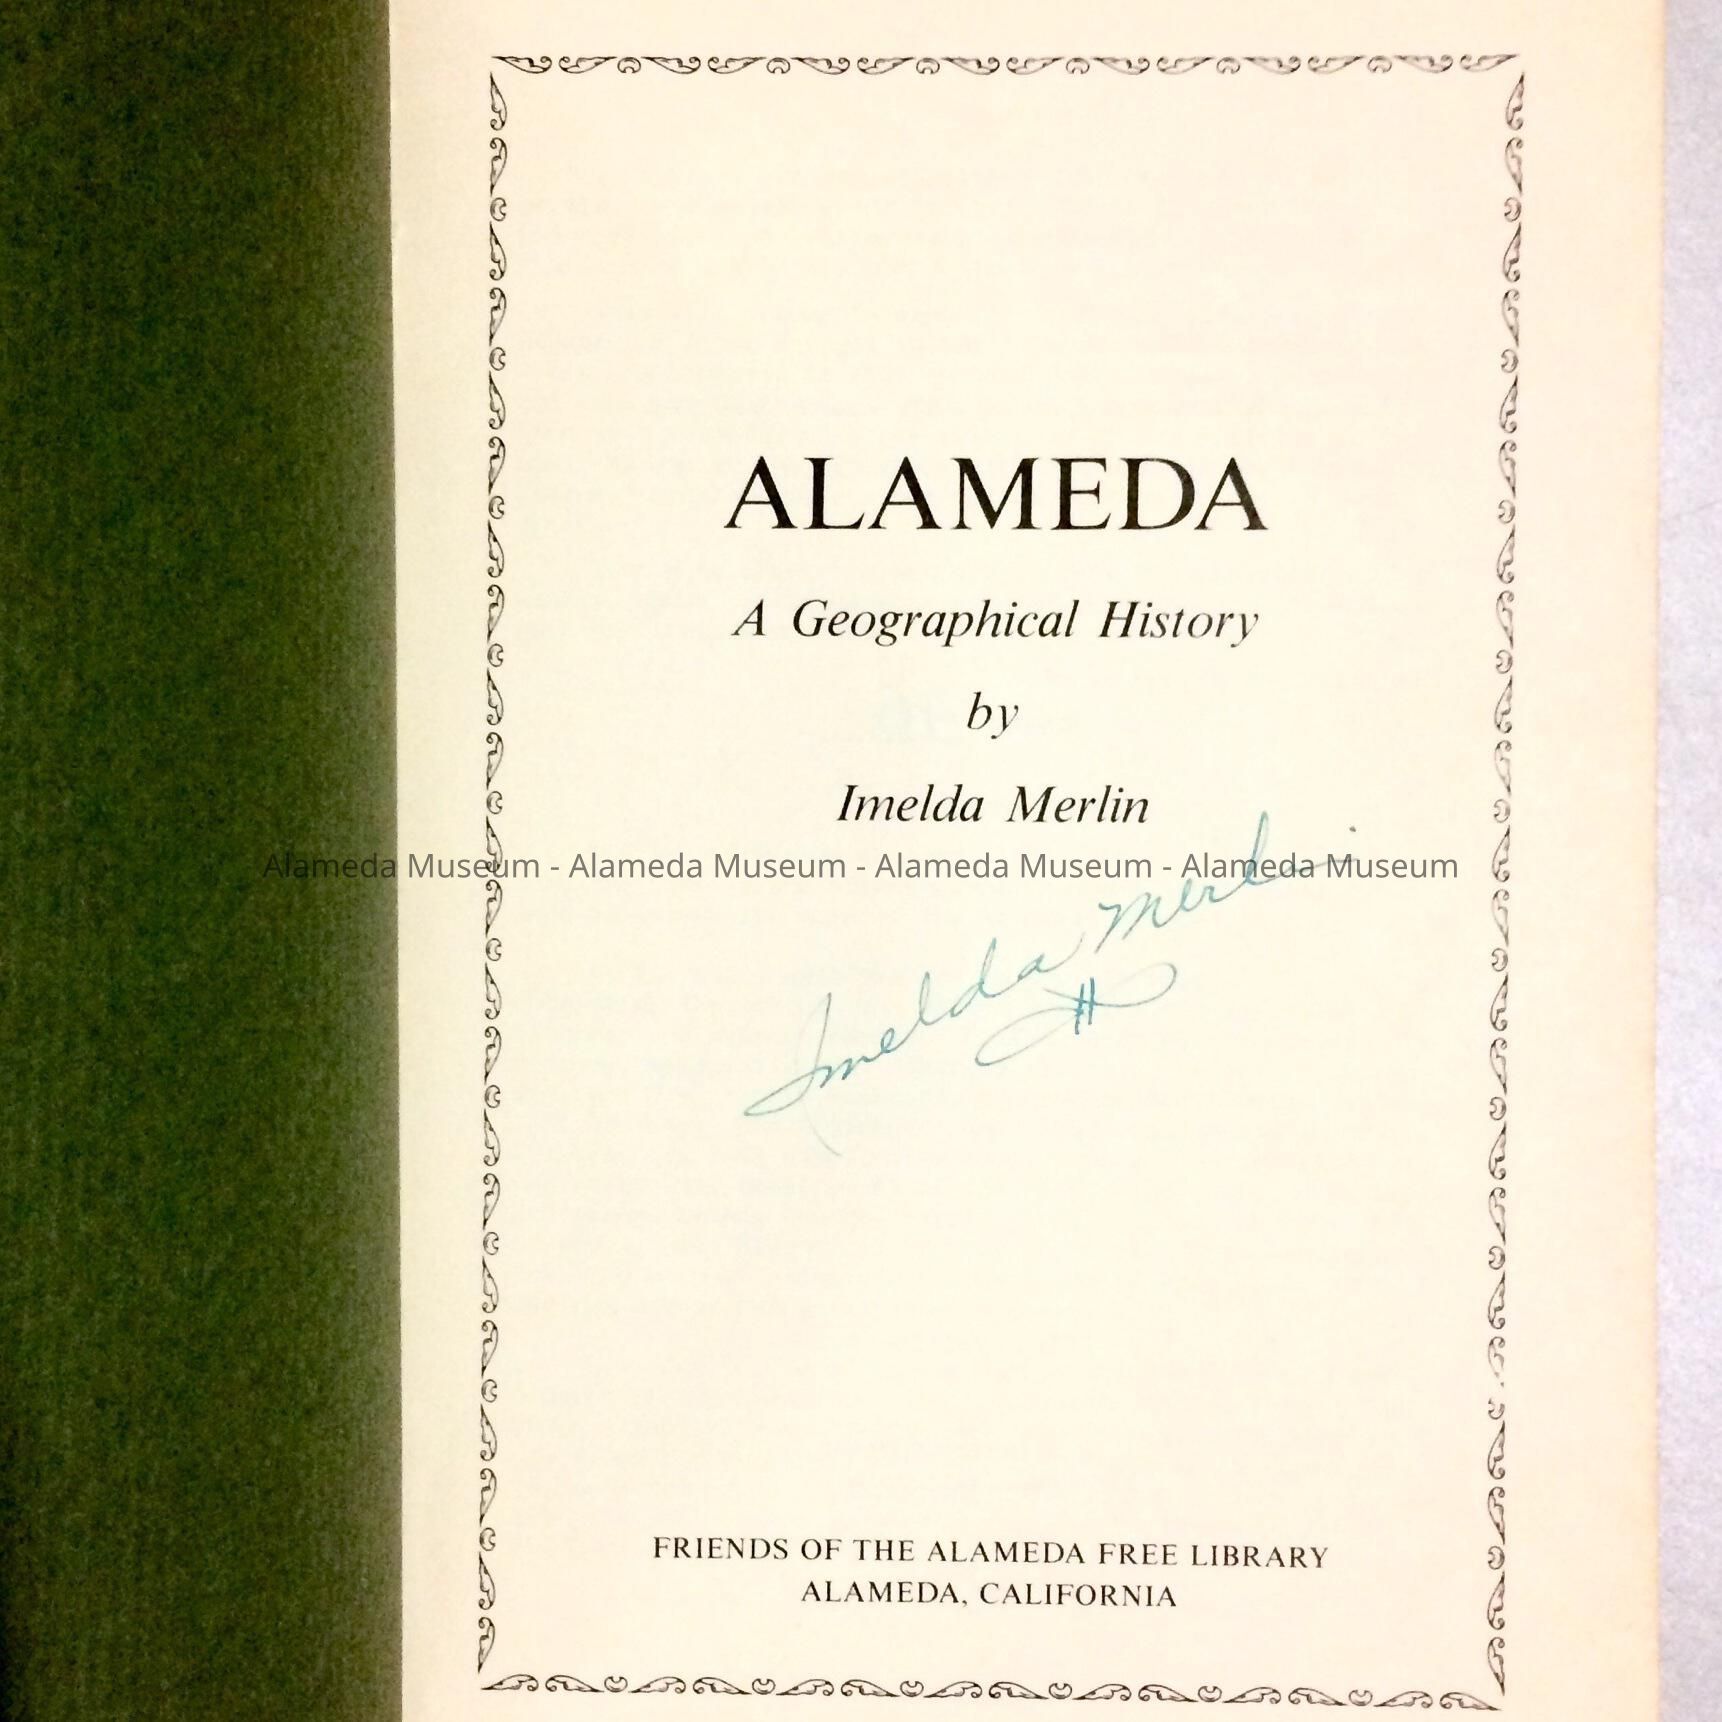 ALAMEDA
A Geographical History
by
Imelda Merlin
Alameda Museum - Alameda Museum - Alameda Museum - Alameda Museum
Imelda Merlin
FRIENDS OF THE ALAMEDA FREE LIBRARY
ALAMEDA, CALIFORNIA